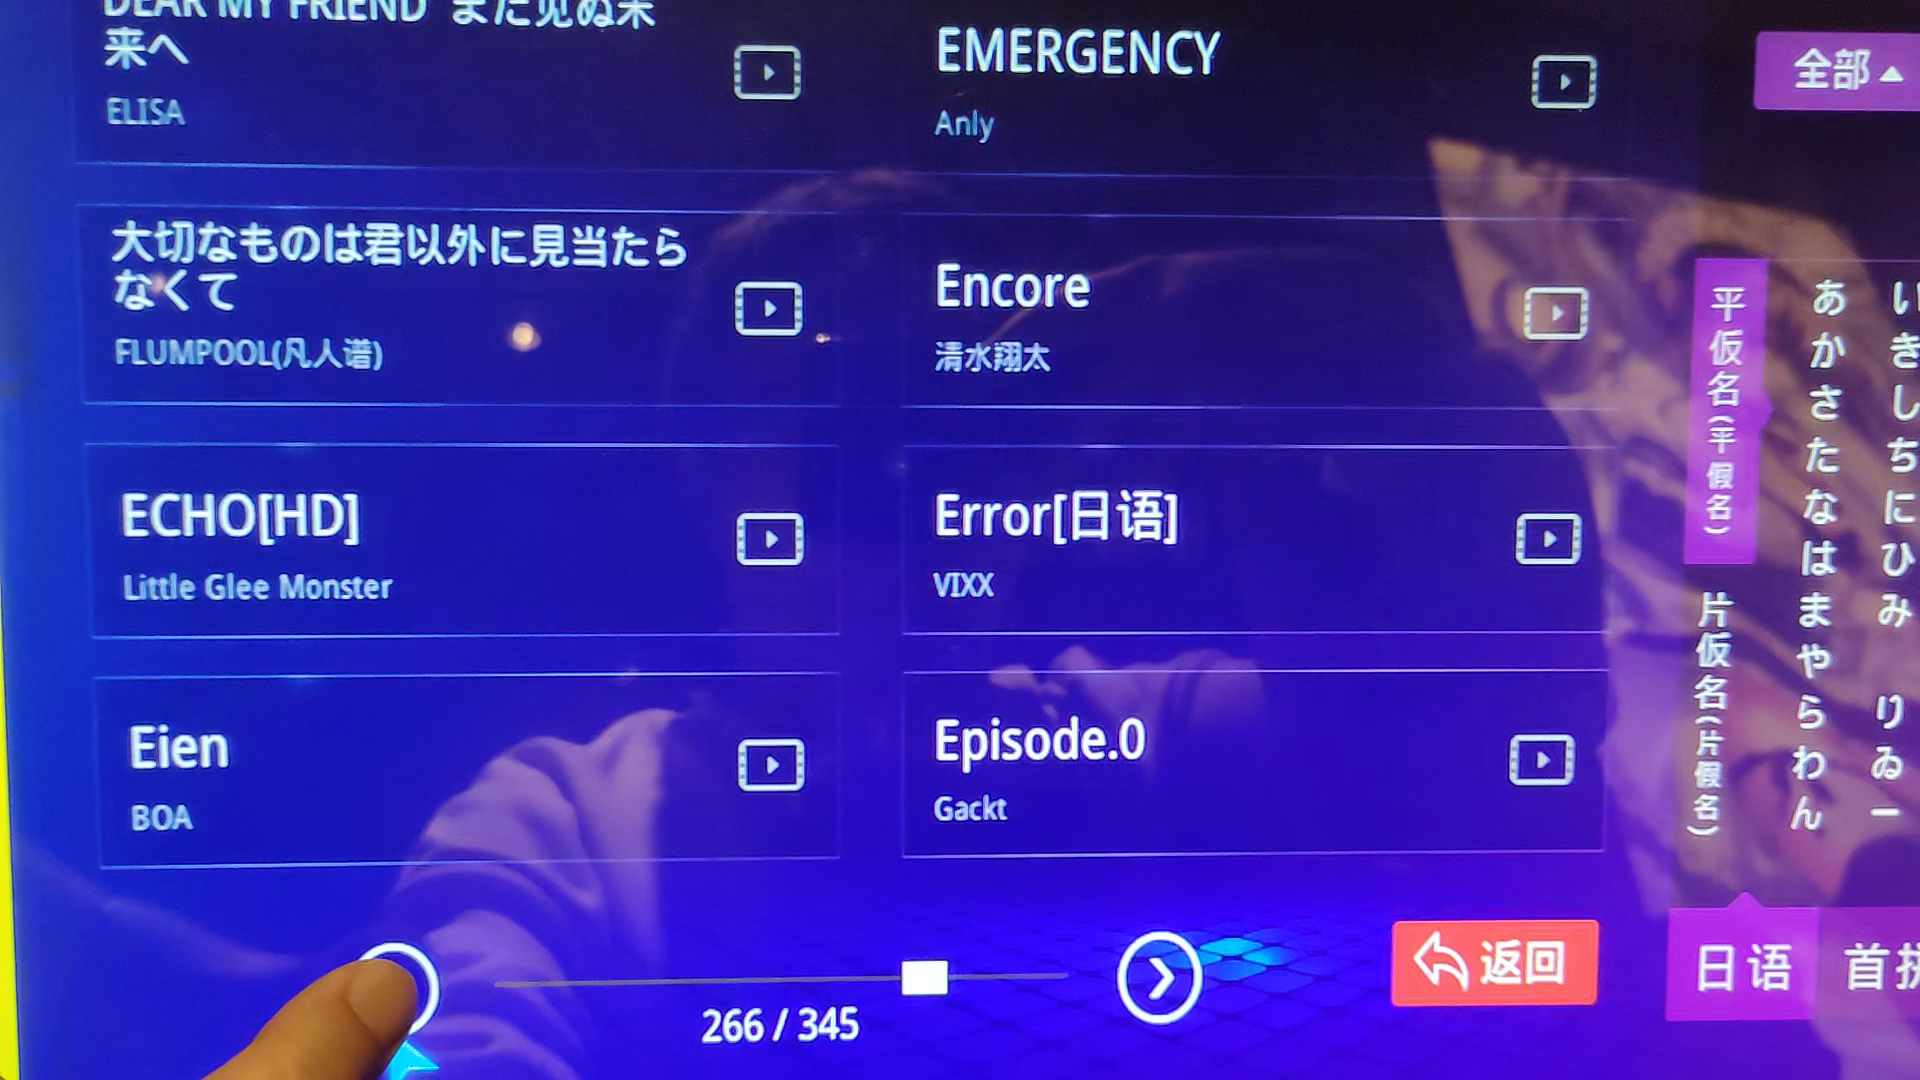 DEAR MY FRIEND まだ見ぬ未
来へ
ELISA
EMERGENCY
Anly
大切なものは君以外に見当たら
なくて
FLUMPOOL(凡人谱)
Encore
清水翔太
ECHO[HD]
Little Glee Monster
Error[日语]
VIXX
Eien
BOA
Episode.0
Gackt
266 / 345
返回
全部
平仮名(平假名)
片仮名(片假名)
あかさたなはまやらわん
いきしちにひみ りゐー
日语
首